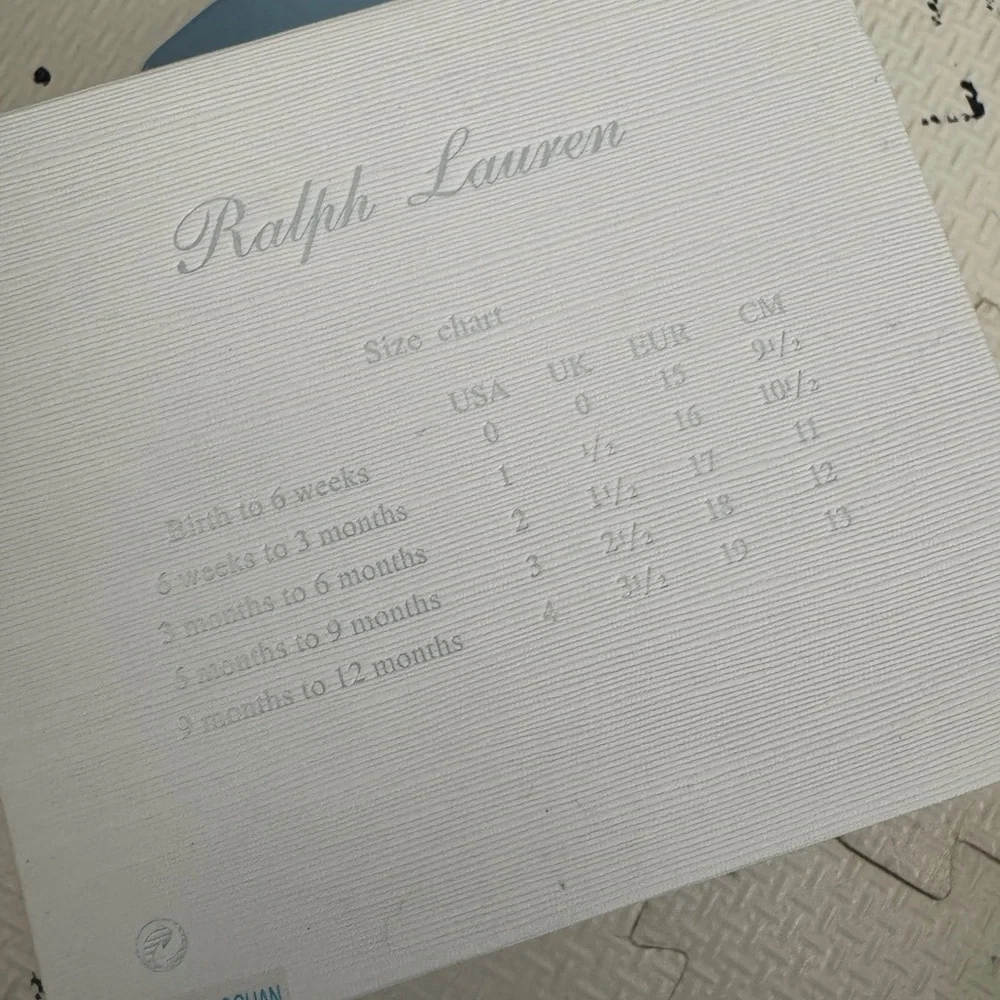 Ralph Lauren
Size chart
USA UK EUR CM
Birth to 6 weeks 0 0 15 9½
6 weeks to 3 months 1 ½ 16 10½
3 months to 6 months 2 1½ 17 11
6 months to 9 months 3 2½ 18 12
9 months to 12 months 4 3½ 19 13